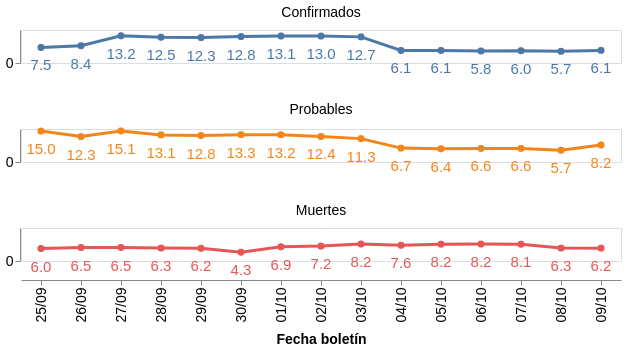 Confirmados
0
7.5 8.4 13.2 12.5 12.3 12.8 13.1 13.0 12.7 6.1 6.1 5.8 6.0 5.7 6.1
Probables
0
15.0 12.3 15.1 13.1 12.8 13.3 13.2 12.4 11.3 6.7 6.4 6.6 6.6 5.7 8.2
Muertes
0
6.0 6.5 6.5 6.3 6.2 4.3 6.9 7.2 8.2 7.6 8.2 8.2 8.1 6.3 6.2
25/09 26/09 27/09 28/09 29/09 30/09 01/10 02/10 03/10 04/10 05/10 06/10 07/10 08/10 09/10
Fecha boletín